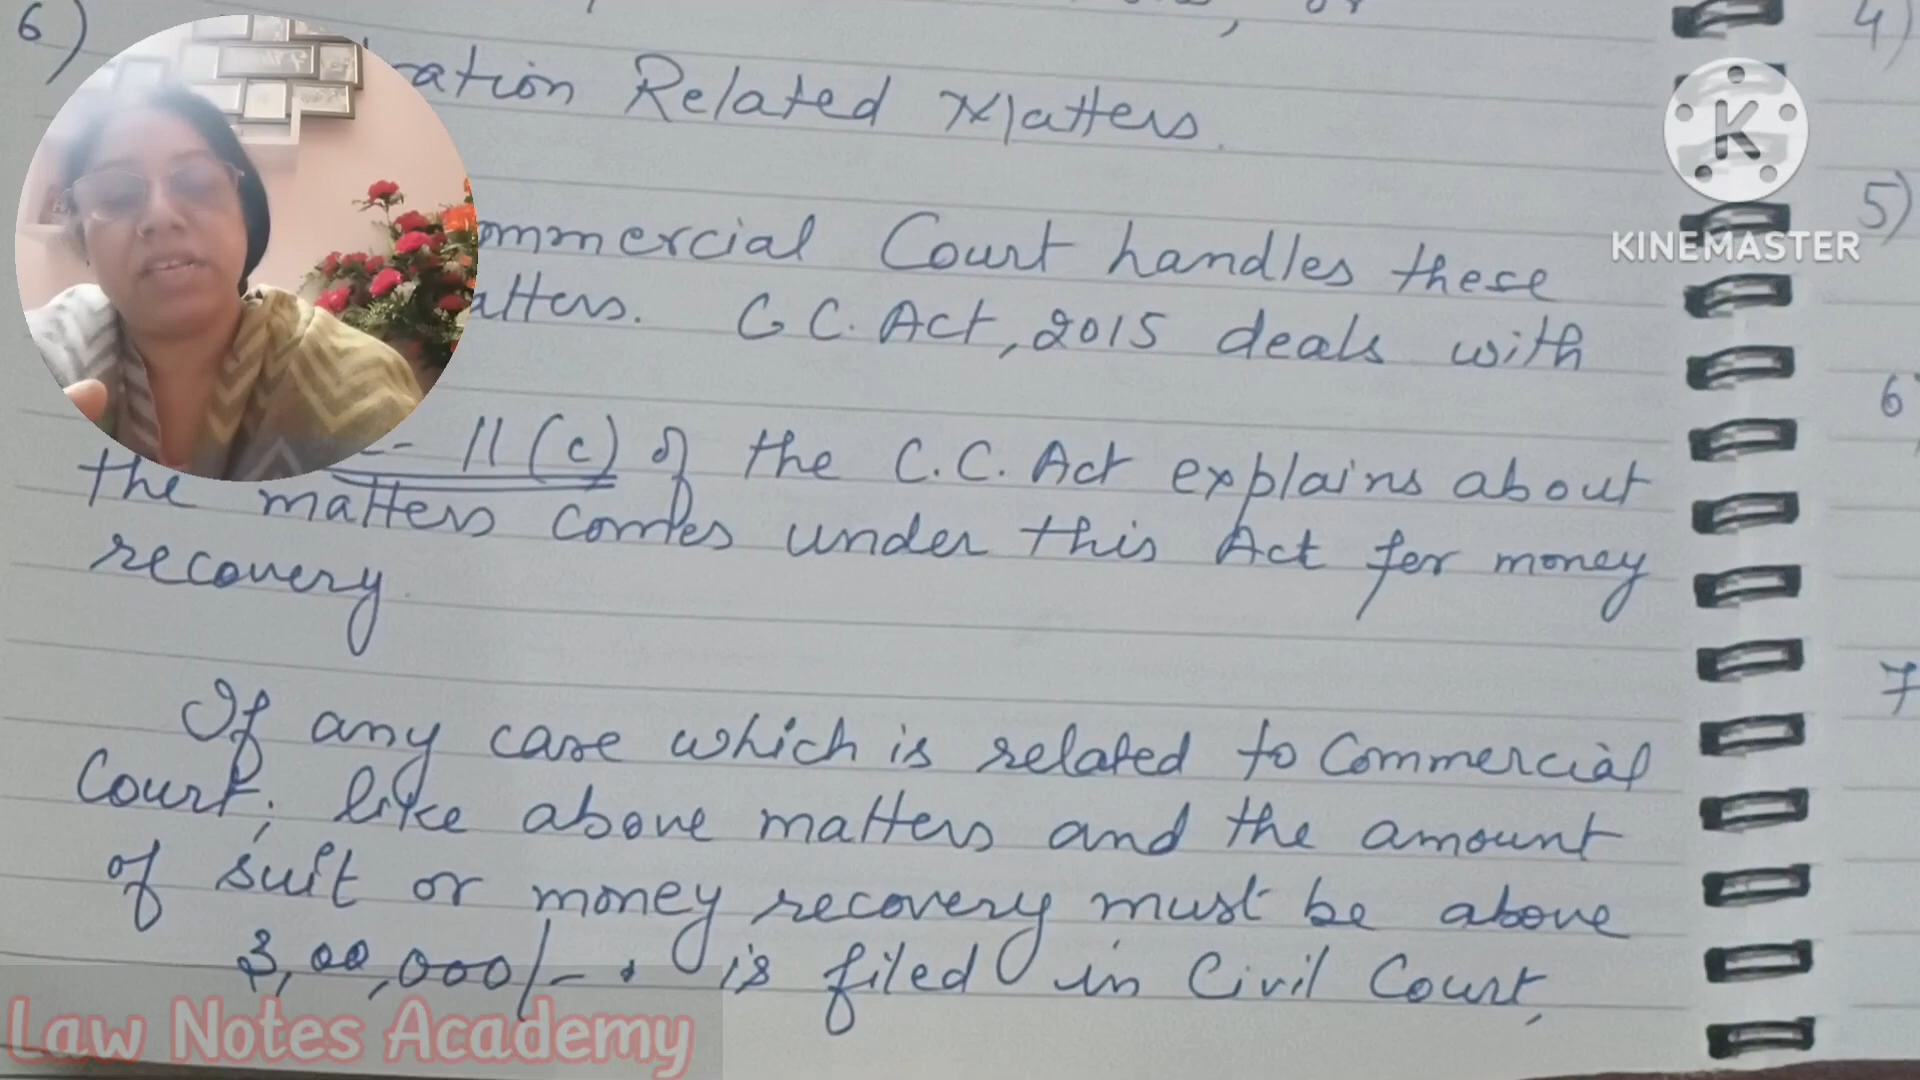 6)
ation Related Matters.
4)
K
KINEMASTER
5)
ommercial Court handles these
atters. C C. Act, 2015 deals with
6)
11 (c) of the C.C. Act explains about
the matters comes under this Act for money
recovery.
7
If any case which is related to Commercial
Court; like above matters and the amount
of suit or money recovery must be above
3,00,000/- is filed in Civil Court,
Law Notes Academy